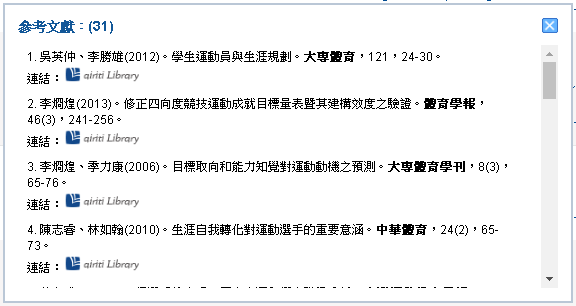 參考文獻：(31)
1. 吳英仲、李勝雄(2012)。學生運動員與生涯規劃。大專體育，121，24-30。
連結： airiti Library
2. 李烱煌(2013)。修正四向度競技運動成就目標量表暨其建構效度之驗證。體育學報，
46(3)，241-256。
連結： airiti Library
3. 李烱煌、季力康(2006)。目標取向和能力知覺對運動動機之預測。大專體育學刊，8(3)，
65-76。
連結： airiti Library
4. 陳志睿、林如翰(2010)。生涯自我轉化對運動選手的重要意涵。中華體育，24(2)，65-
73。
連結： airiti Library